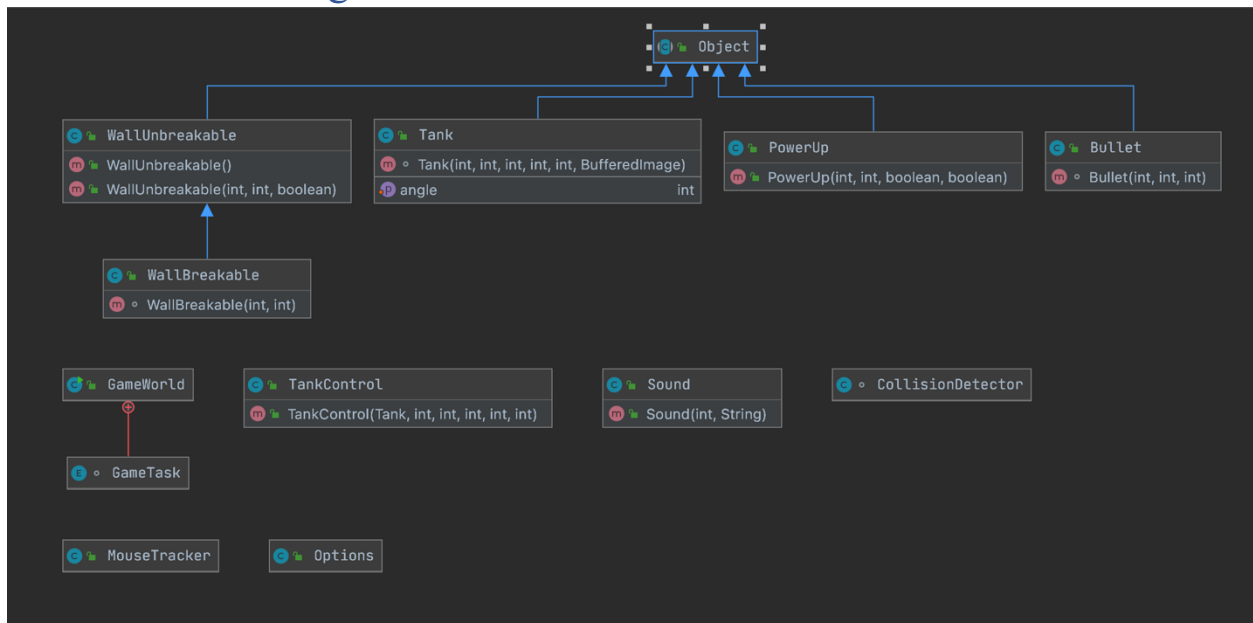 Object
WallUnbreakable
WallUnbreakable()
WallUnbreakable(int, int, boolean)
Tank
Tank(int, int, int, int, int, BufferedImage)
angle int
PowerUp
PowerUp(int, int, boolean, boolean)
Bullet
Bullet(int, int, int)
WallBreakable
WallBreakable(int, int)
GameWorld
TankControl
TankControl(Tank, int, int, int, int, int)
Sound
Sound(int, String)
CollisionDetector
GameTask
MouseTracker
Options